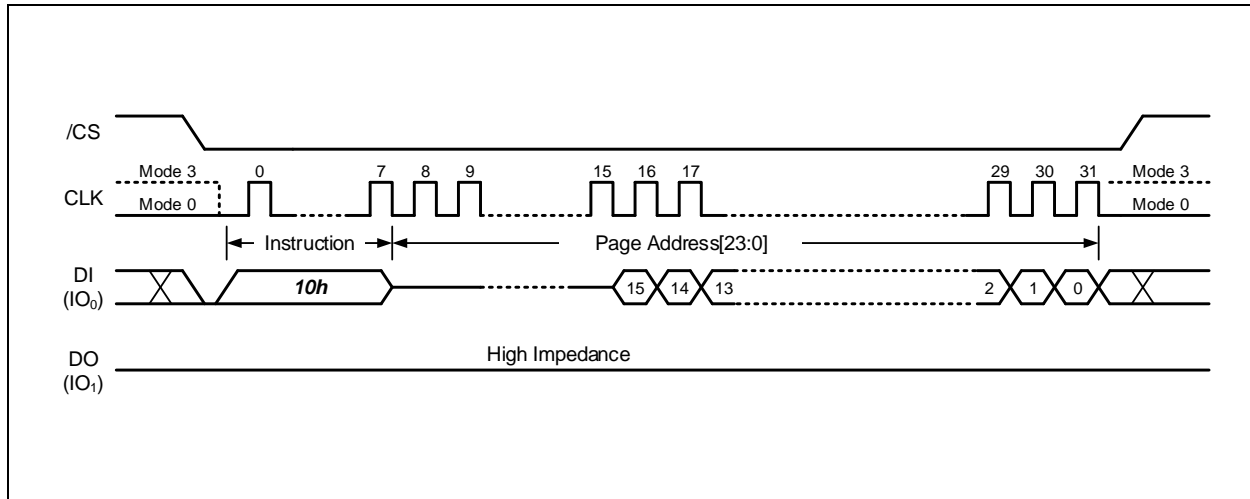 /CS
Mode 3 0 7 8 9 15 16 17 29 30 31 Mode 3
CLK
Mode 0 Mode 0
Instruction Page Address[23:0]
DI 10h 15 14 13 2 1 0
(IO₀)
High Impedance
DO
(IO₁)